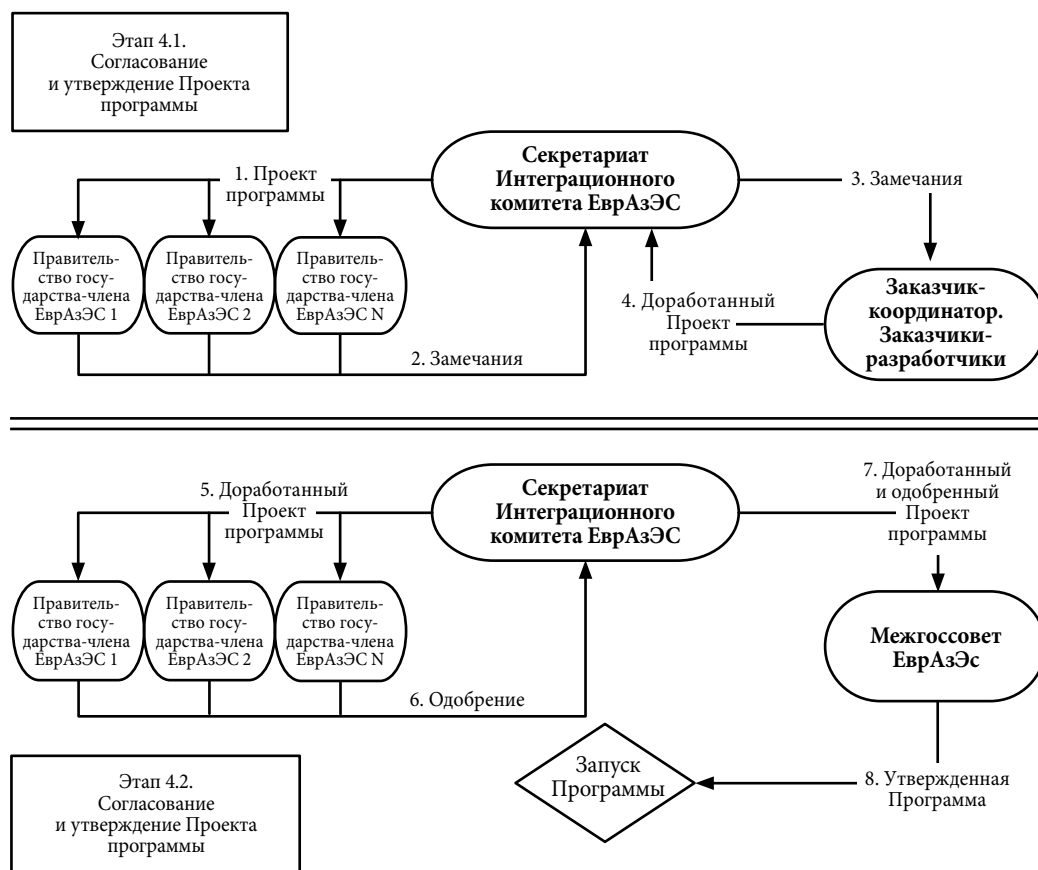 Этап 4.1.
Согласование
и утверждение Проекта
программы
Секретариат
Интеграционного
комитета ЕврАзЭС
1. Проект
программы
3. Замечания
Правитель-
ство госу-
дарства-члена
ЕврАзЭС 1
Правитель-
ство госу-
дарства-члена
ЕврАзЭС 2
Правитель-
ство госу-
дарства-члена
ЕврАзЭС N
4. Доработанный
Проект
программы
Заказчик-
координатор.
Заказчики-
разработчики
2. Замечания
5. Доработанный
Проект
программы
Секретариат
Интеграционного
комитета ЕврАзЭС
7. Доработанный
и одобренный
Проект
программы
Правитель-
ство госу-
дарства-члена
ЕврАзЭС 1
Правитель-
ство госу-
дарства-члена
ЕврАзЭС 2
Правитель-
ство госу-
дарства-члена
ЕврАзЭС N
Межгоссовет
ЕврАзЭс
6. Одобрение
Запуск
Программы
8. Утвержденная
Программа
Этап 4.2.
Согласование
и утверждение Проекта
программы